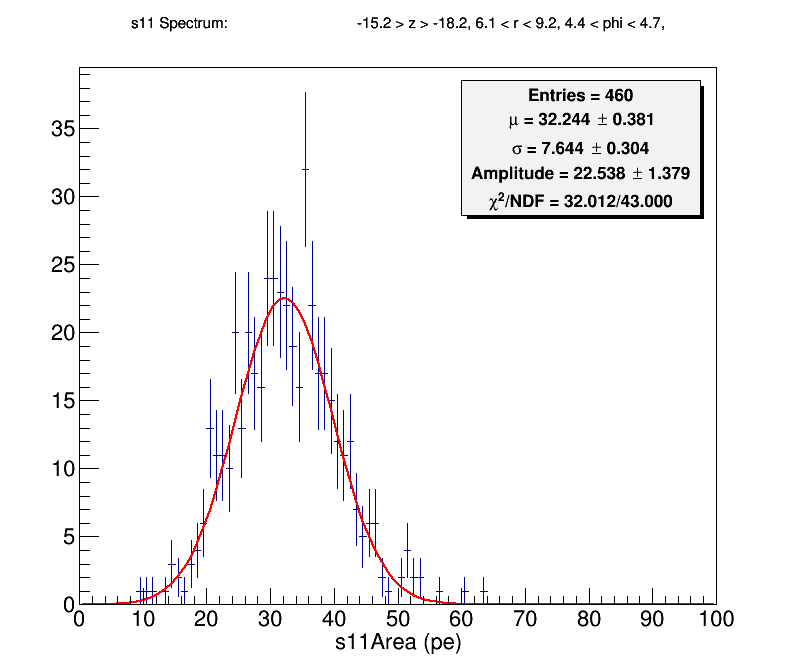 s11 Spectrum: -15.2 > z > -18.2, 6.1 < r < 9.2, 4.4 < phi < 4.7,
Entries = 460
μ = 32.244 ± 0.381
σ = 7.644 ± 0.304
Amplitude = 22.538 ± 1.379
χ²/NDF = 32.012/43.000
35
30
25
20
15
10
5
0
0 10 20 30 40 50 60 70 80 90 100
s11Area (pe)